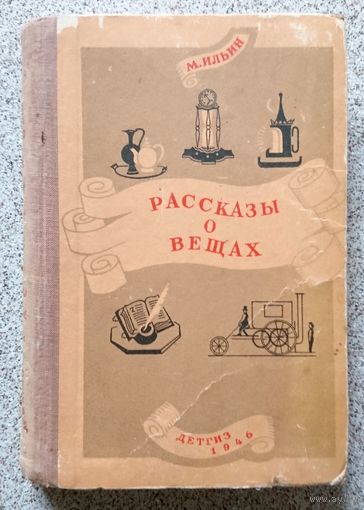 М. ИЛЬИН
РАССКАЗЫ
О
ВЕЩАХ
ДЕТГИЗ
1946